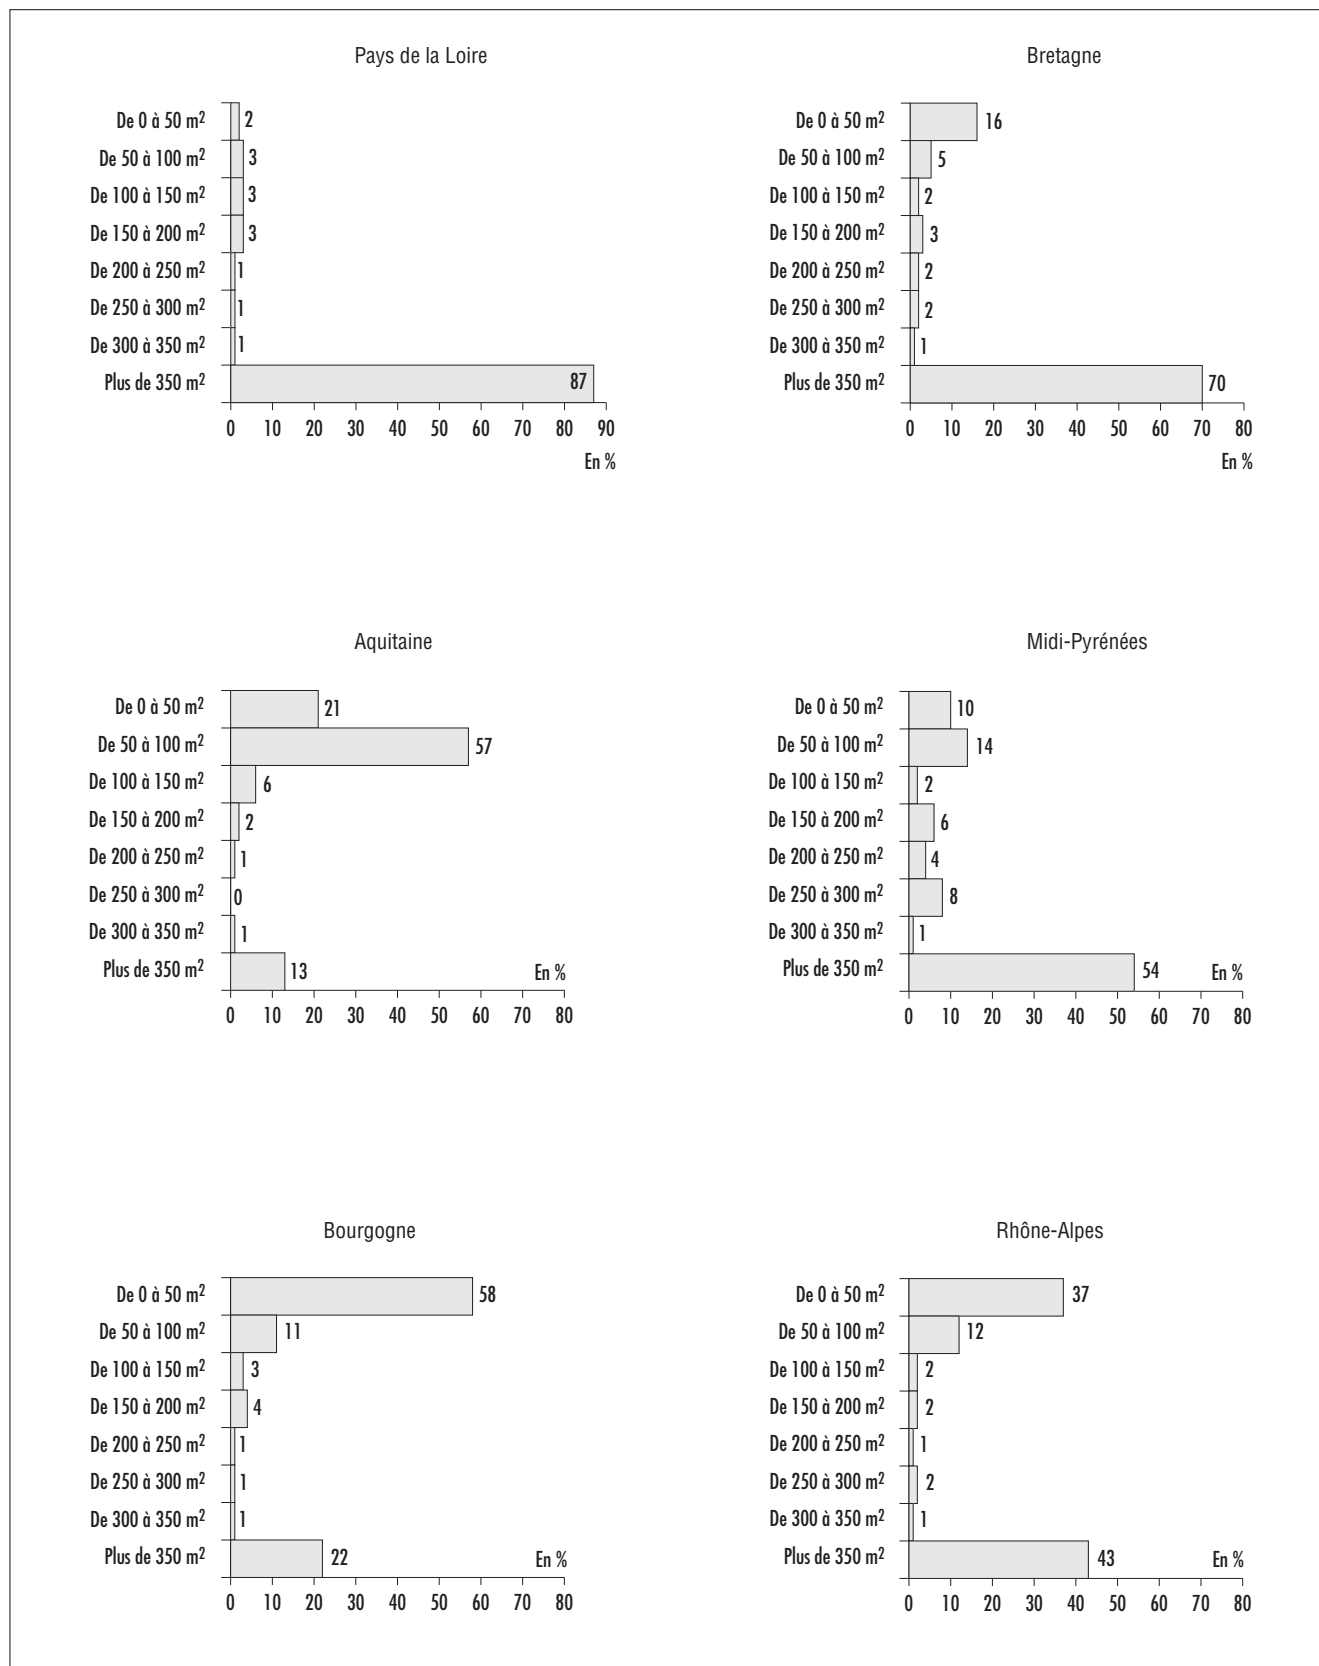 Pays de la Loire
De 0 à 50 m² 2
De 50 à 100 m² 3
De 100 à 150 m² 3
De 150 à 200 m² 3
De 200 à 250 m² 1
De 250 à 300 m² 1
De 300 à 350 m² 1
Plus de 350 m² 87
0 10 20 30 40 50 60 70 80 90
En %
Bretagne
De 0 à 50 m² 16
De 50 à 100 m² 5
De 100 à 150 m² 2
De 150 à 200 m² 3
De 200 à 250 m² 2
De 250 à 300 m² 2
De 300 à 350 m² 1
Plus de 350 m² 70
0 10 20 30 40 50 60 70 80
En %
Aquitaine
De 0 à 50 m² 21
De 50 à 100 m² 57
De 100 à 150 m² 6
De 150 à 200 m² 2
De 200 à 250 m² 1
De 250 à 300 m² 0
De 300 à 350 m² 1
Plus de 350 m² 13 En %
0 10 20 30 40 50 60 70 80
Midi-Pyrénées
De 0 à 50 m² 10
De 50 à 100 m² 14
De 100 à 150 m² 2
De 150 à 200 m² 6
De 200 à 250 m² 4
De 250 à 300 m² 8
De 300 à 350 m² 1
Plus de 350 m² 54 En %
0 10 20 30 40 50 60 70 80
Bourgogne
De 0 à 50 m² 58
De 50 à 100 m² 11
De 100 à 150 m² 3
De 150 à 200 m² 4
De 200 à 250 m² 1
De 250 à 300 m² 1
De 300 à 350 m² 1
Plus de 350 m² 22 En %
0 10 20 30 40 50 60 70 80
Rhône-Alpes
De 0 à 50 m² 37
De 50 à 100 m² 12
De 100 à 150 m² 2
De 150 à 200 m² 2
De 200 à 250 m² 1
De 250 à 300 m² 2
De 300 à 350 m² 1
Plus de 350 m² 43 En %
0 10 20 30 40 50 60 70 80